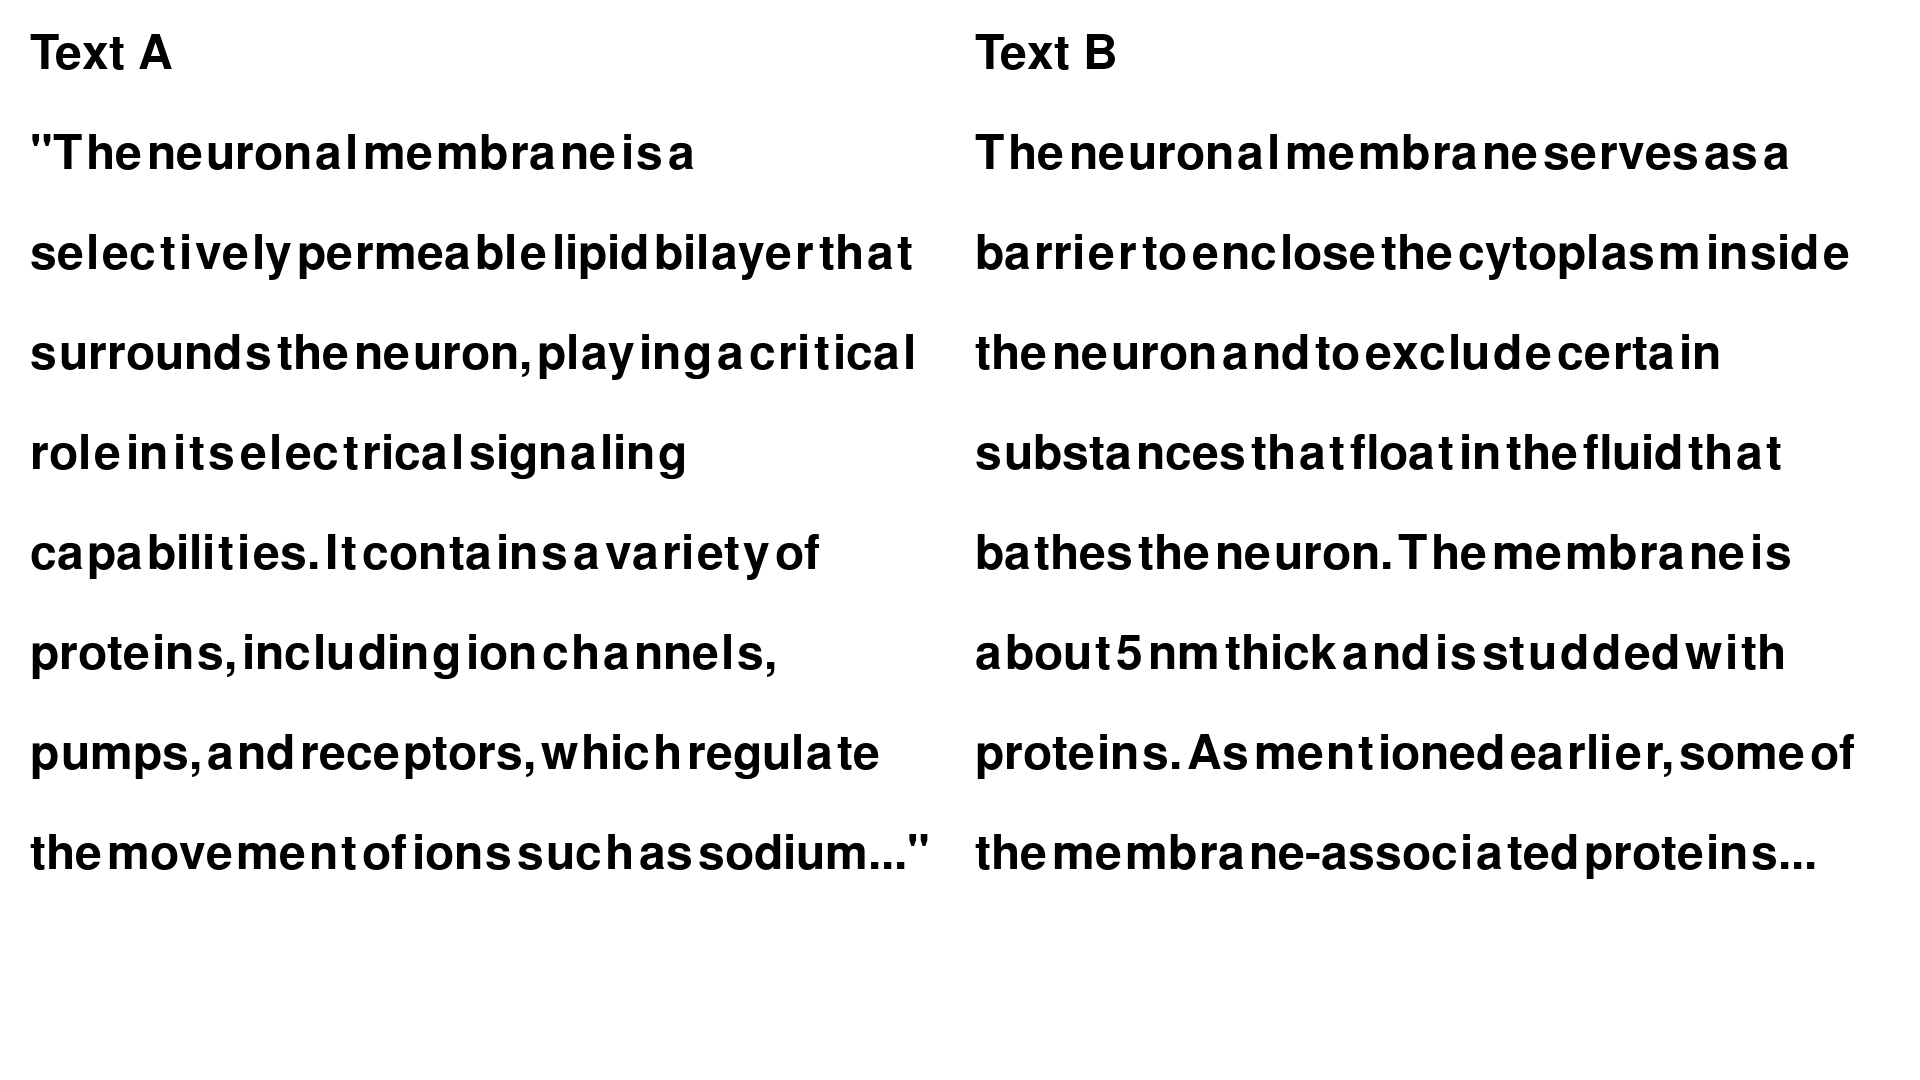 Text A
"The neuronal membrane is a
selectively permeable lipid bilayer that
surrounds the neuron, playing a critical
role in its electrical signaling
capabilities. It contains a variety of
proteins, including ion channels,
pumps, and receptors, which regulate
the movement of ions such as sodium..."
Text B
The neuronal membrane serves as a
barrier to enclose the cytoplasm inside
the neuron and to exclude certain
substances that float in the fluid that
bathes the neuron. The membrane is
about 5 nm thick and is studded with
proteins. As mentioned earlier, some of
the membrane-associated proteins...